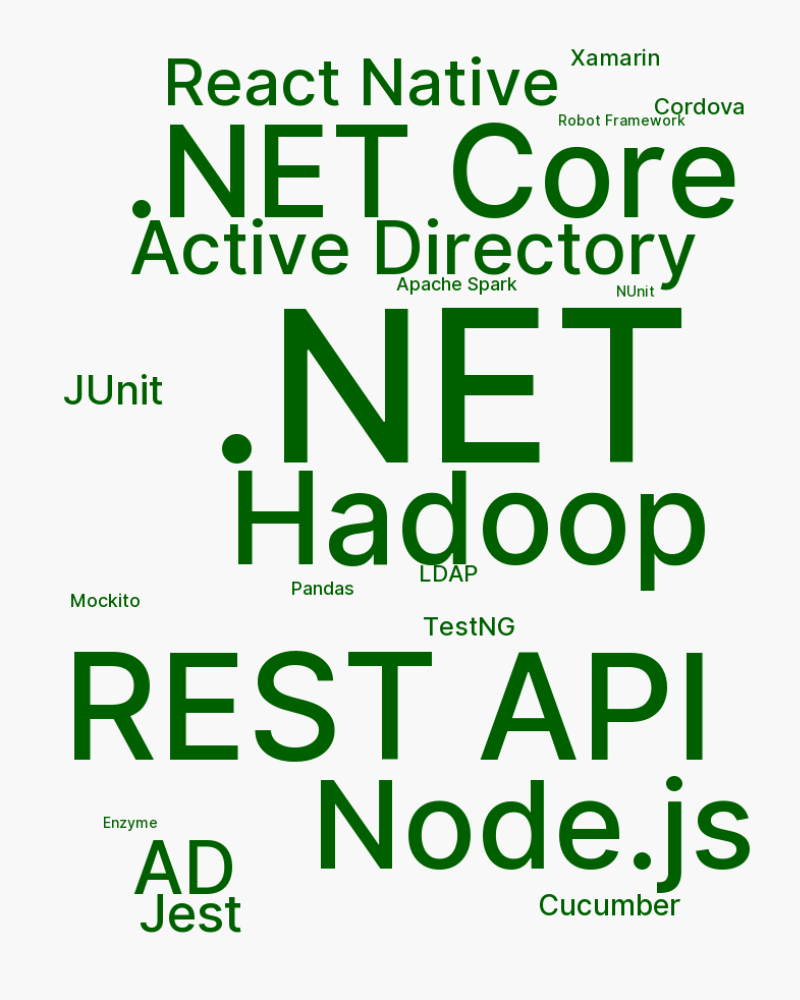 Xamarin
React Native
Cordova
Robot Framework
.NET Core
Active Directory
Apache Spark
NUnit
.NET
JUnit
Hadoop
LDAP
Pandas
Mockito
TestNG
REST API
Node.js
Enzyme
AD
Cucumber
Jest